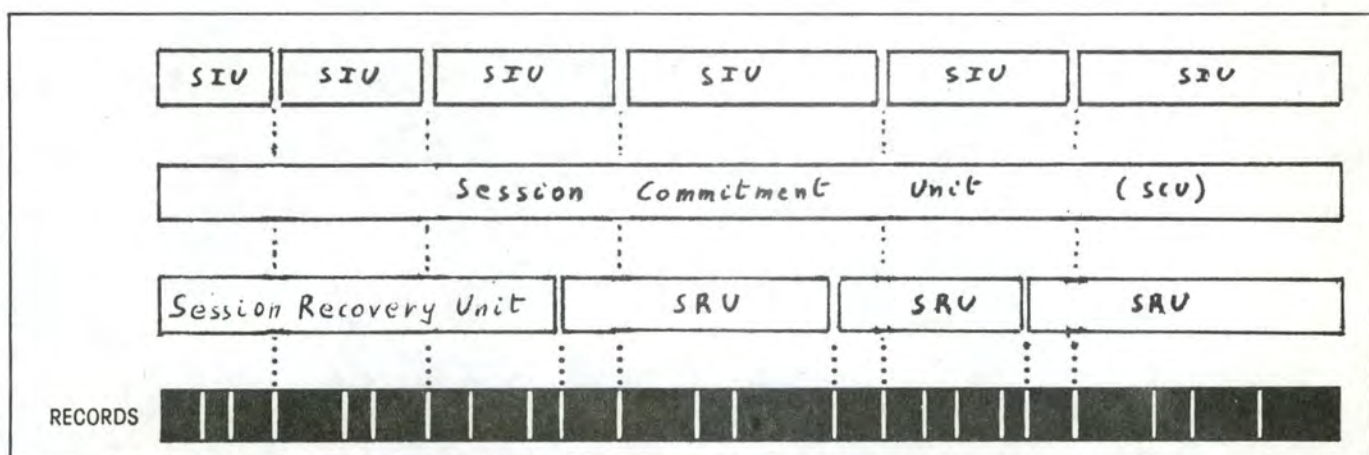 SIU SIU SIU SIU SIU SIU
Session Commitment Unit (SCU)
Session Recovery Unit SRU SRU SRU
RECORDS